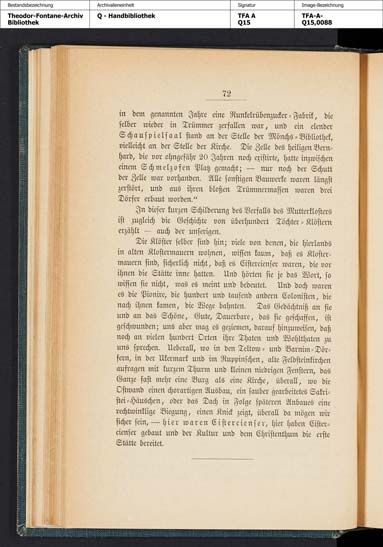 Bestandsbezeichnung
Archivalieneinheit
Signatur
Image-Bezeichnung
Theodor-Fontane-Archiv
Bibliothek
Q - Handbibliothek
TFA A
Q15
TFA-A-
Q15,0088
72
in dem genannten Jahre eine Runkelrübenzucker-Fabrik, die
selber wieder in Trümmer zerfallen war, und ein elender
Schauspielsaal stand an der Stelle der Mönchs-Bibliothek,
vielleicht an der Stelle der Kirche. Die Zelle des heiligen Bern-
hard, die vor ohngefähr 20 Jahren noch existirte, hatte inzwischen
einem Schmelzofen Platz gemacht; — nur noch der Schutt
der Zelle war vorhanden. Alle sonstigen Bauwerke waren längst
zerstört, und aus ihren bloßen Trümmermassen waren drei
Dörfer erbaut worden.“
In dieser kurzen Schilderung des Verfalls des Mutterklosters
ist zugleich die Geschichte von überhundert Töchter-Klöstern
erzählt — auch der unserigen.
Die Klöster selber sind hin; viele von denen, die hierlands
in alten Klostermauern wohnen, wissen kaum, daß es Kloster-
mauern sind, sicherlich nicht, daß es Cistercienser waren, die vor
ihnen die Stätte inne hatten. Und hörten sie je das Wort, so
wissen sie nicht, was es meint und bedeutet. Und doch waren
es die Pionire, die hundert und tausend andern Colonisten, die
nach ihnen kamen, die Wege bahnten. Das Gedächtniß an sie
und an das Schöne, Gute, Dauerbare, das sie geschaffen, ist
geschwunden; uns aber mag es geziemen, darauf hinzuweisen, daß
noch an vielen hundert Orten ihre Thaten und Wohlthaten zu
uns sprechen. Ueberall, wo in den Teltow- und Barnim-Dör-
fern, in der Ukermark und im Ruppinschen, alte Feldsteinkirchen
aufragen mit kurzem Thurm und kleinen niedrigen Fenstern, das
Ganze fast mehr eine Burg als eine Kirche, überall, wo die
Ostwand einen chorartigen Ausbau, ein sauber gearbeitetes Sakri-
stei-Häuschen, oder das Dach in Folge späteren Anbaues eine
rechtwinklige Biegung, einen Knick zeigt, überall da mögen wir
sicher sein, — hier waren Cistercienser, hier haben Cister-
cienser gebaut und der Kultur und dem Christenthum die erste
Stätte bereitet.